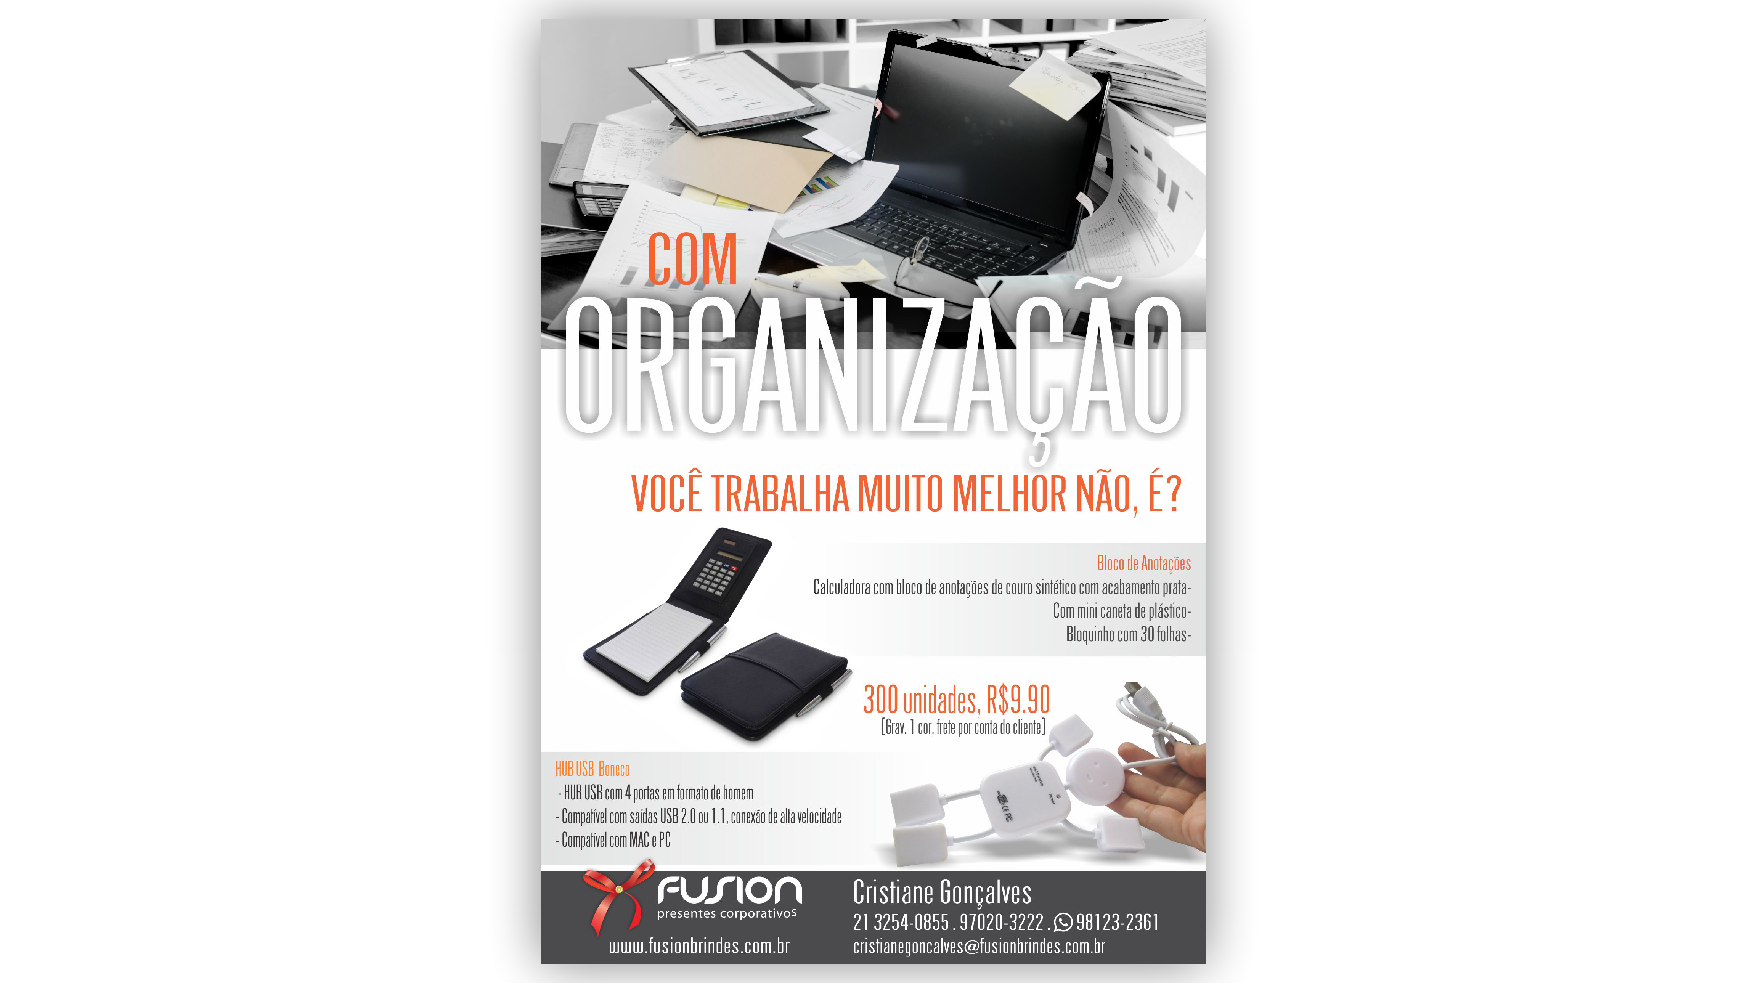 COM
ORGANIZAÇÃO
VOCÊ TRABALHA MUITO MELHOR NÃO, É?
Bloco de Anotações
Calculadora com bloco de anotações de couro sintético com acabamento prata-
Com mini caneta de plástico-
Bloquinho com 30 folhas-
300 unidades, R$9.90
(Grav. 1 cor, frete por conta do cliente)
HUB USB Boneco
- HUB USB com 4 portas em formato de homem
- Compatível com saídas USB 2.0 ou 1.1, conexão de alta velocidade
- Compatível com MAC e PC
FUSION
presentes corporativos
www.fusionbrindes.com.br
Cristiane Gonçalves
21 3254-0855 . 97020-3222 . 98123-2361
cristianegoncalves@fusionbrindes.com.br